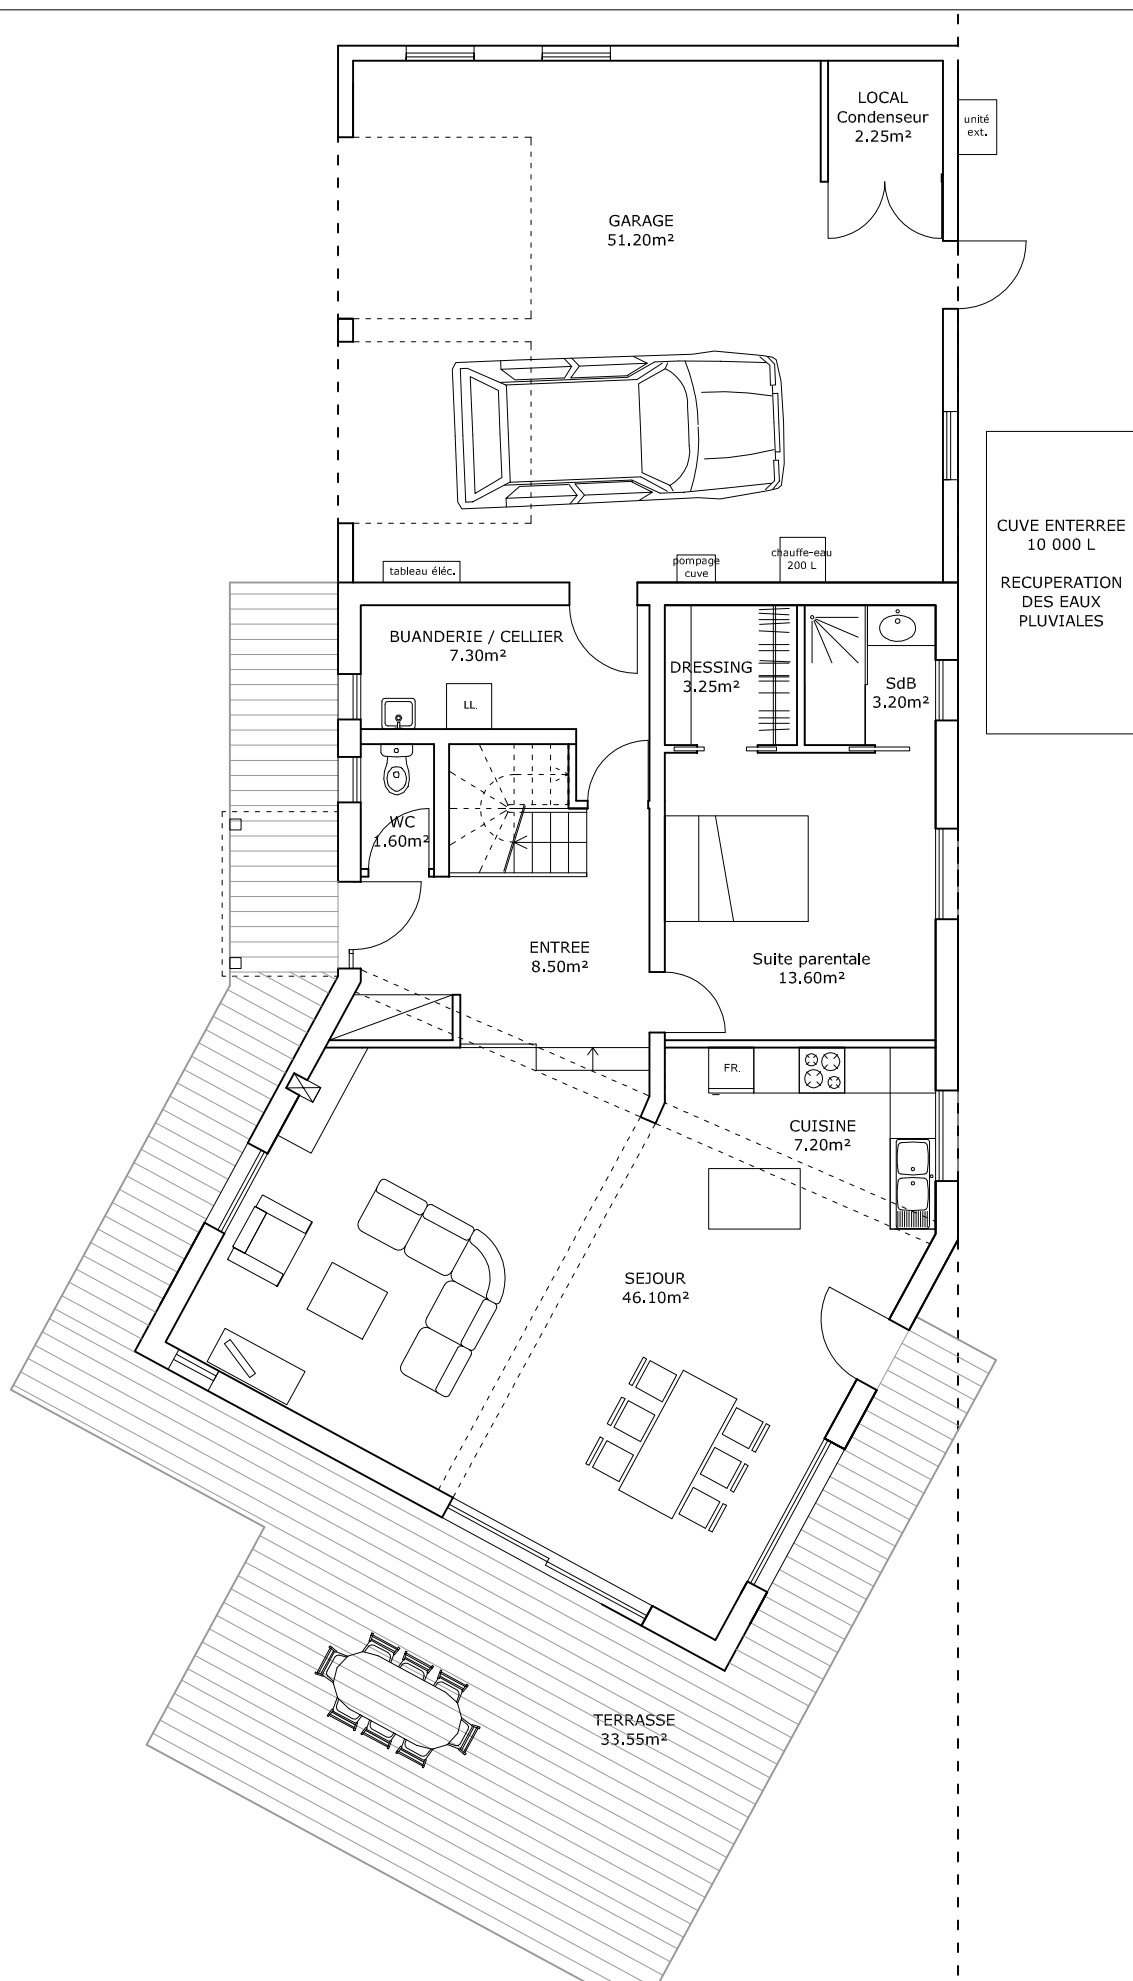 LOCAL
Condenseur
2.25m²
unité
ext.
GARAGE
51.20m²
CUVE ENTERREE
10 000 L
RECUPERATION
DES EAUX
PLUVIALES
tableau éléc.
pompage
cuve
chauffe-eau
200 L
BUANDERIE / CELLIER
7.30m²
LL.
DRESSING
3.25m²
SdB
3.20m²
WC
1.60m²
ENTREE
8.50m²
Suite parentale
13.60m²
FR.
CUISINE
7.20m²
SEJOUR
46.10m²
TERRASSE
33.55m²